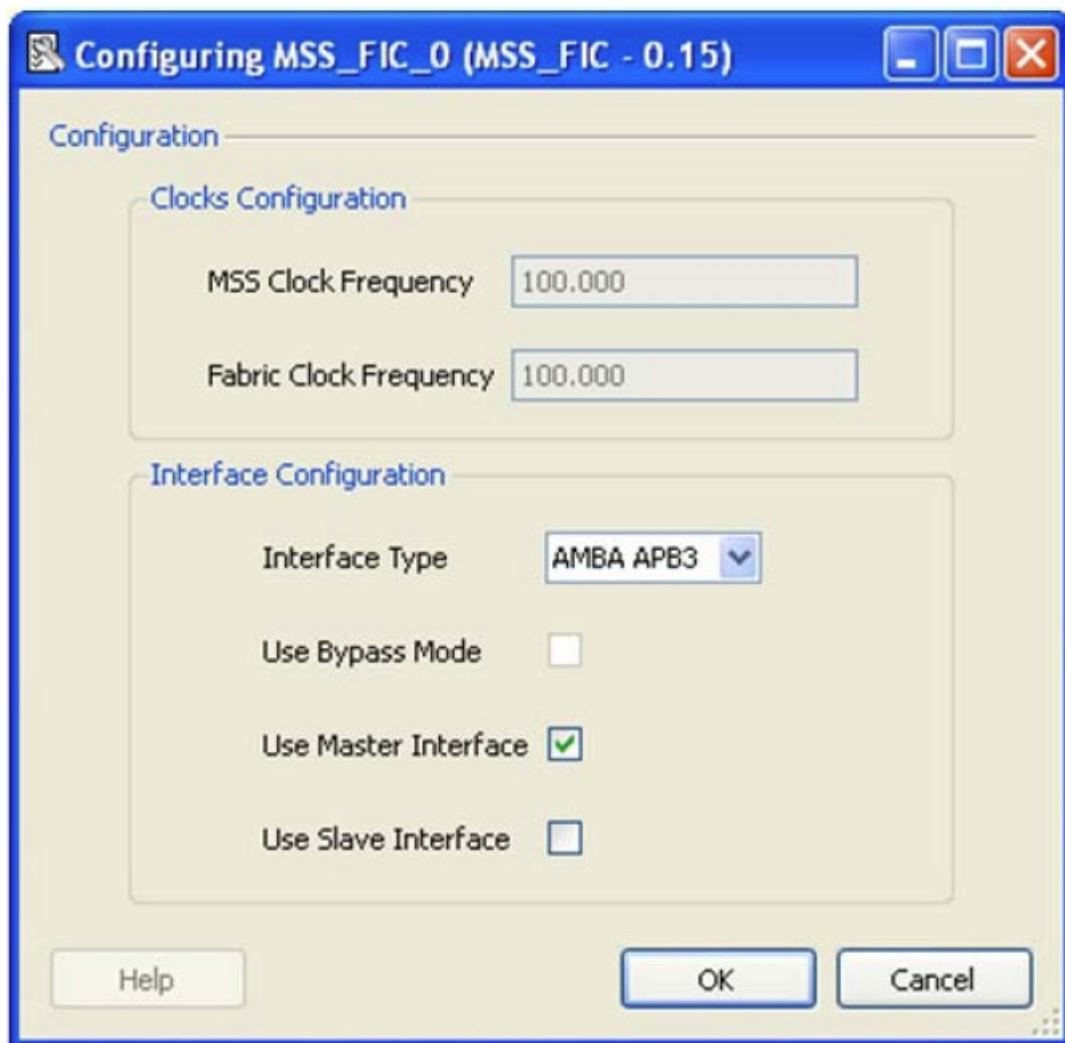 Configuring MSS_FIC_0 (MSS_FIC - 0.15)
Configuration
Clocks Configuration
MSS Clock Frequency 100.000
Fabric Clock Frequency 100.000
Interface Configuration
Interface Type AMBA APB3
Use Bypass Mode
Use Master Interface
Use Slave Interface
Help OK Cancel